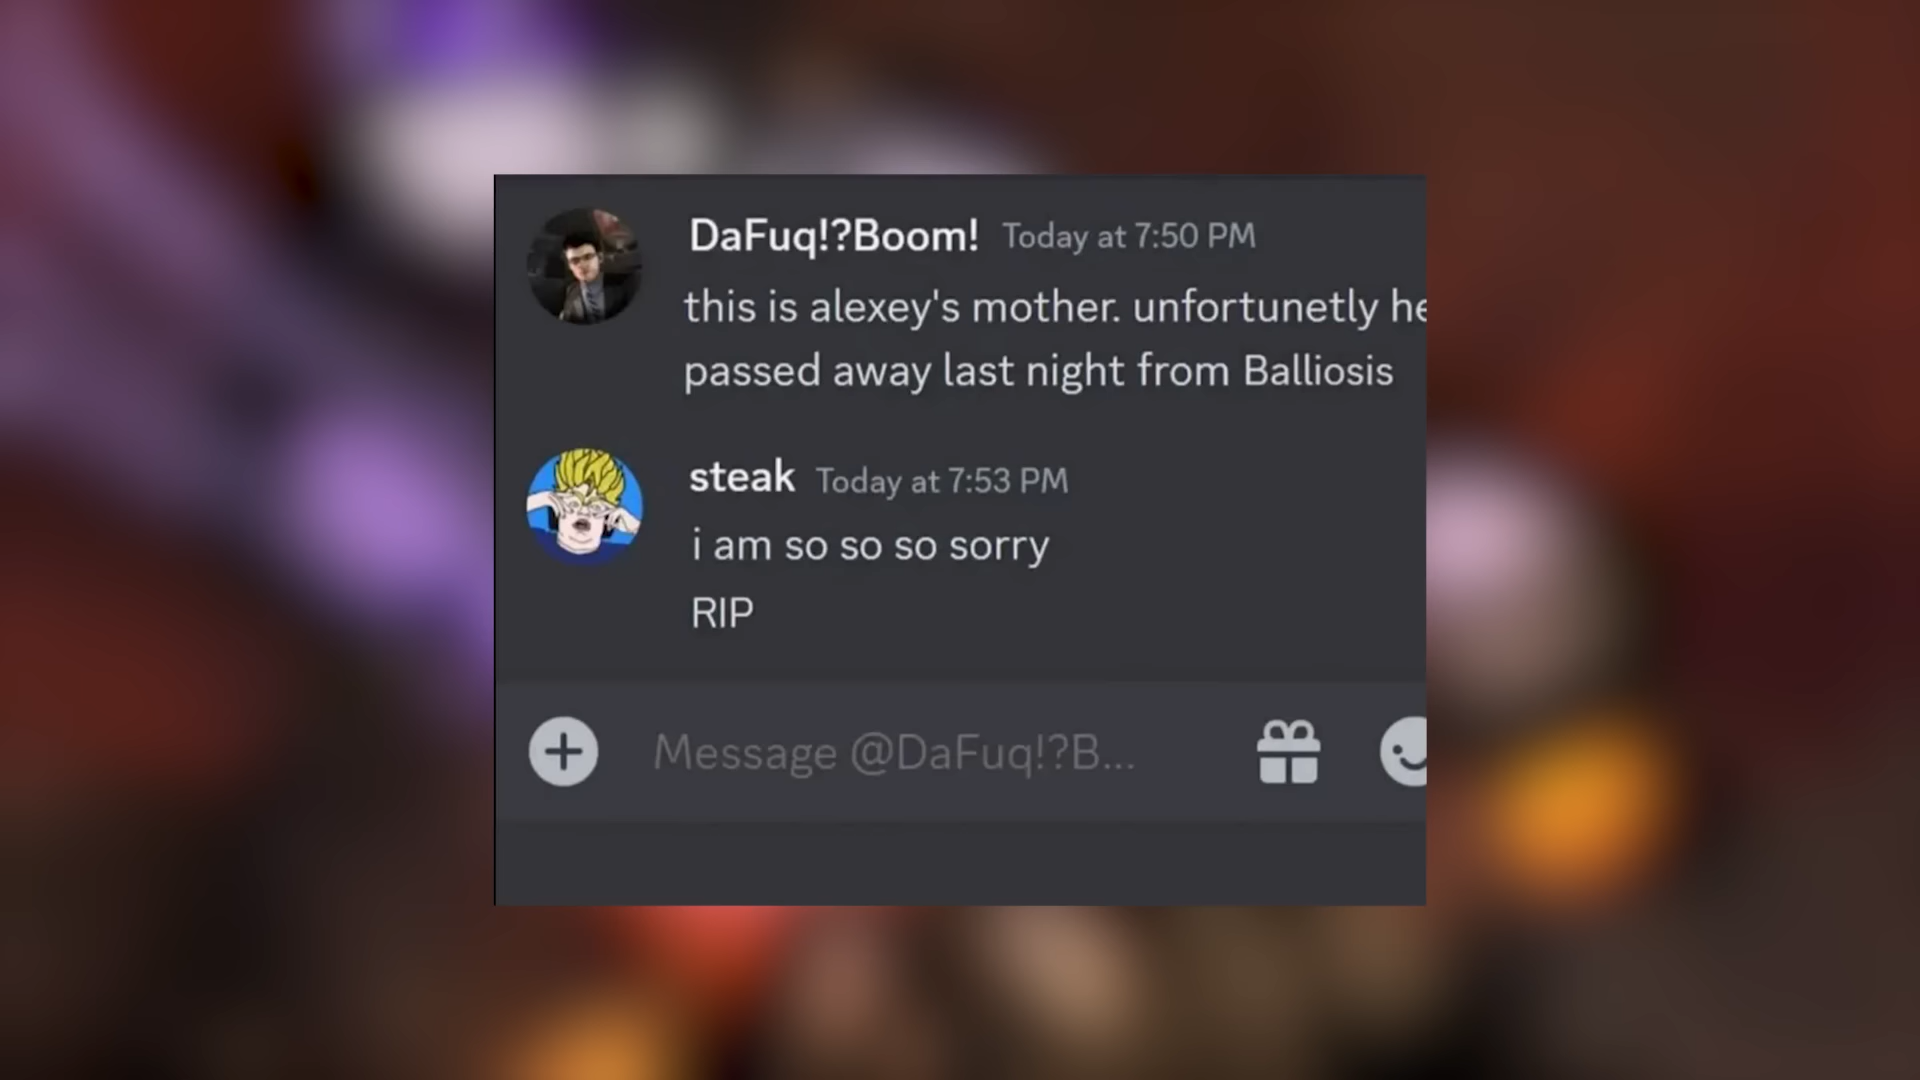 DaFuq!?Boom! Today at 7:50 PM
this is alexey's mother. unfortunetly he
passed away last night from Balliosis
steak Today at 7:53 PM
i am so so so sorry
RIP
Message @DaFuq!?B...